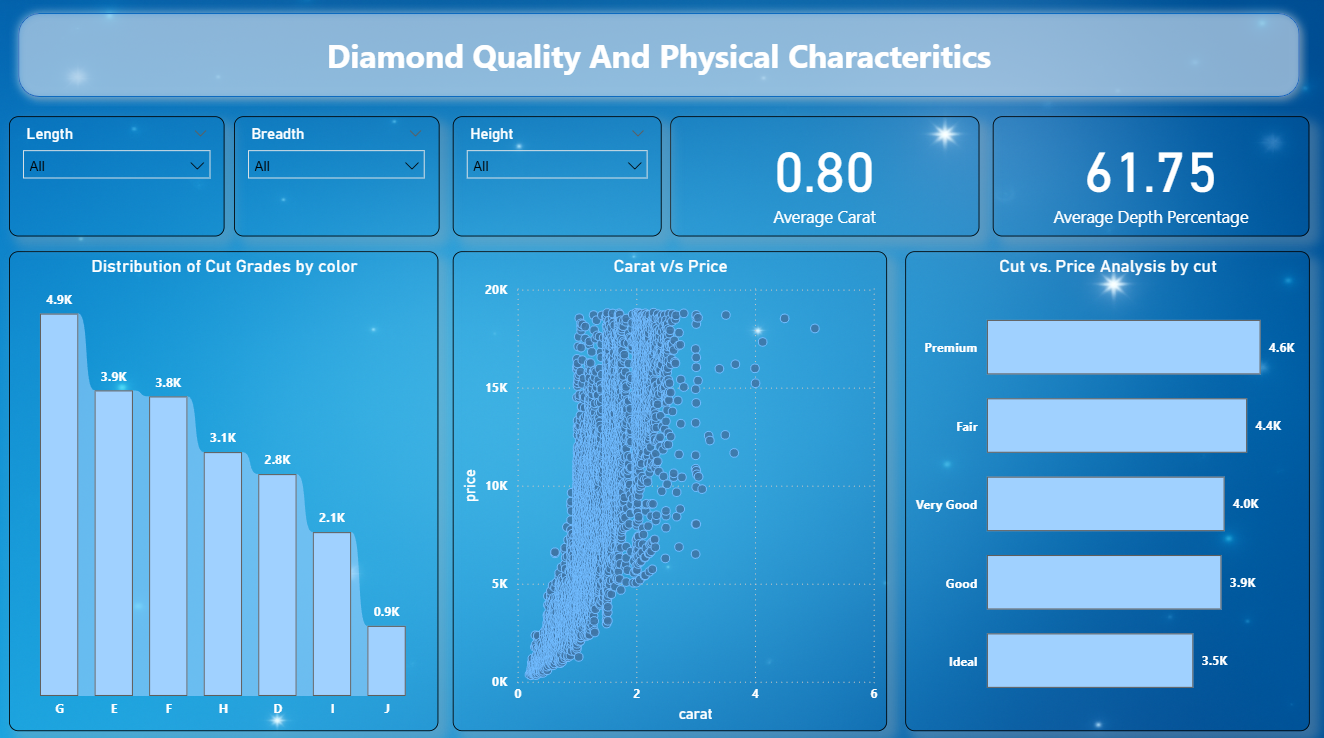 Diamond Quality And Physical Characteritics
Length
All
Breadth
All
Height
All
0.80
Average Carat
61.75
Average Depth Percentage
Distribution of Cut Grades by color
4.9K
3.9K
3.8K
3.1K
2.8K
2.1K
0.9K
G E F H D I J
Carat v/s Price
20K
15K
10K
5K
0K
price
0 2 4 6
carat
Cut vs. Price Analysis by cut
Premium 4.6K
Fair 4.4K
Very Good 4.0K
Good 3.9K
Ideal 3.5K